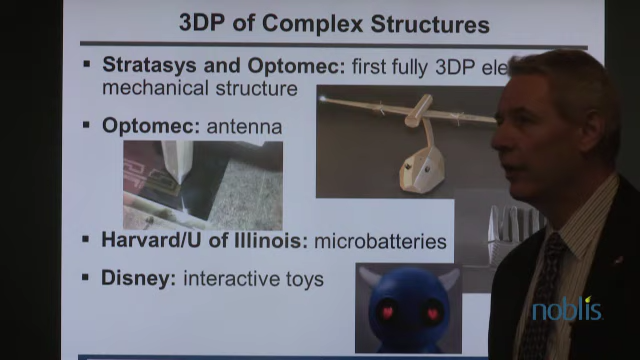 3DP of Complex Structures
▪ Stratasys and Optomec: first fully 3DP
mechanical structure
▪ Optomec: antenna
▪ Harvard/U of Illinois: microbatteries
▪ Disney: interactive toys
noblis